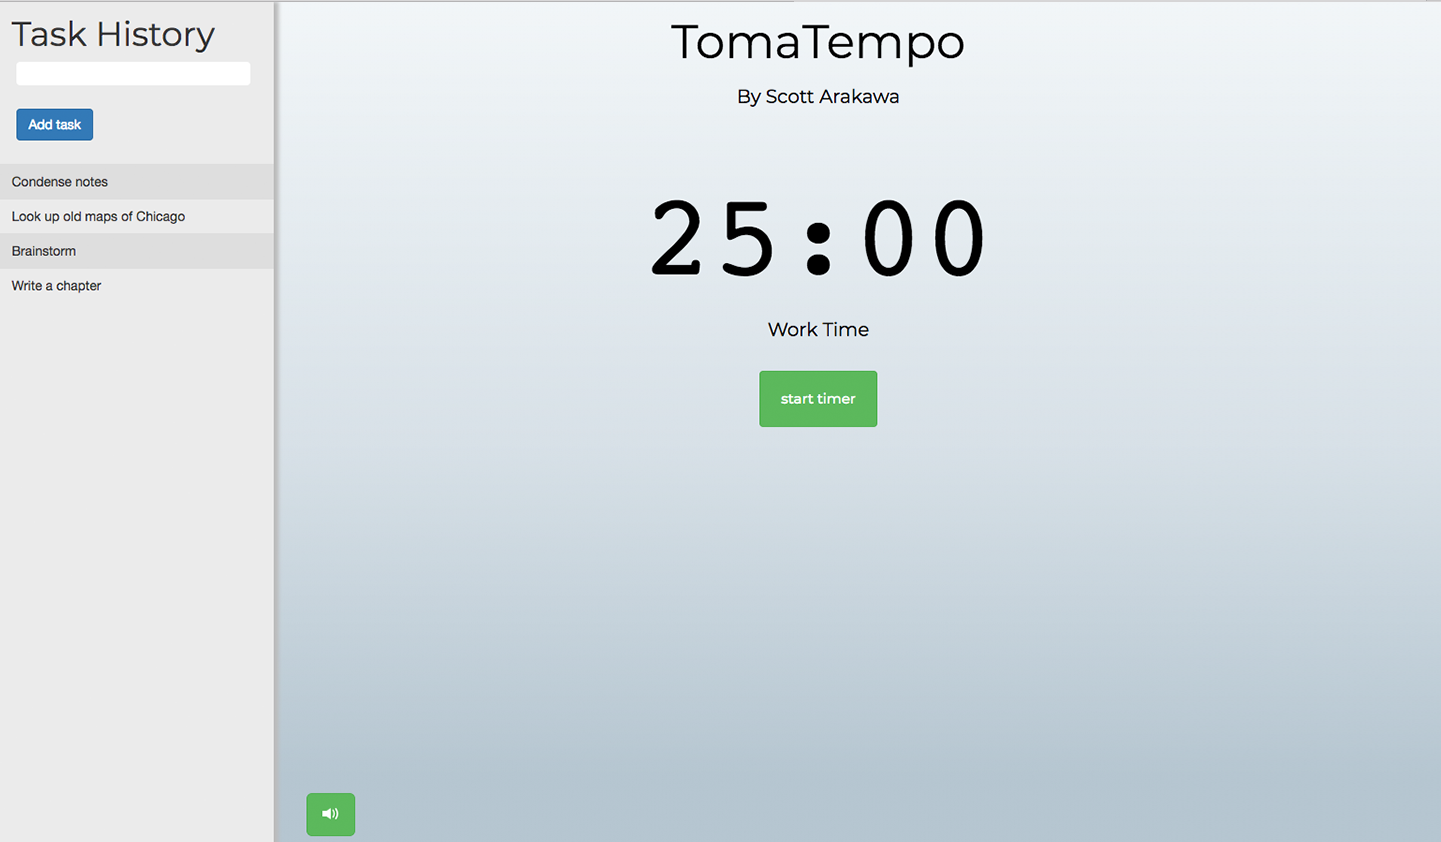 Task History
Add task
Condense notes
Look up old maps of Chicago
Brainstorm
Write a chapter
TomaTempo
By Scott Arakawa
25:00
Work Time
start timer